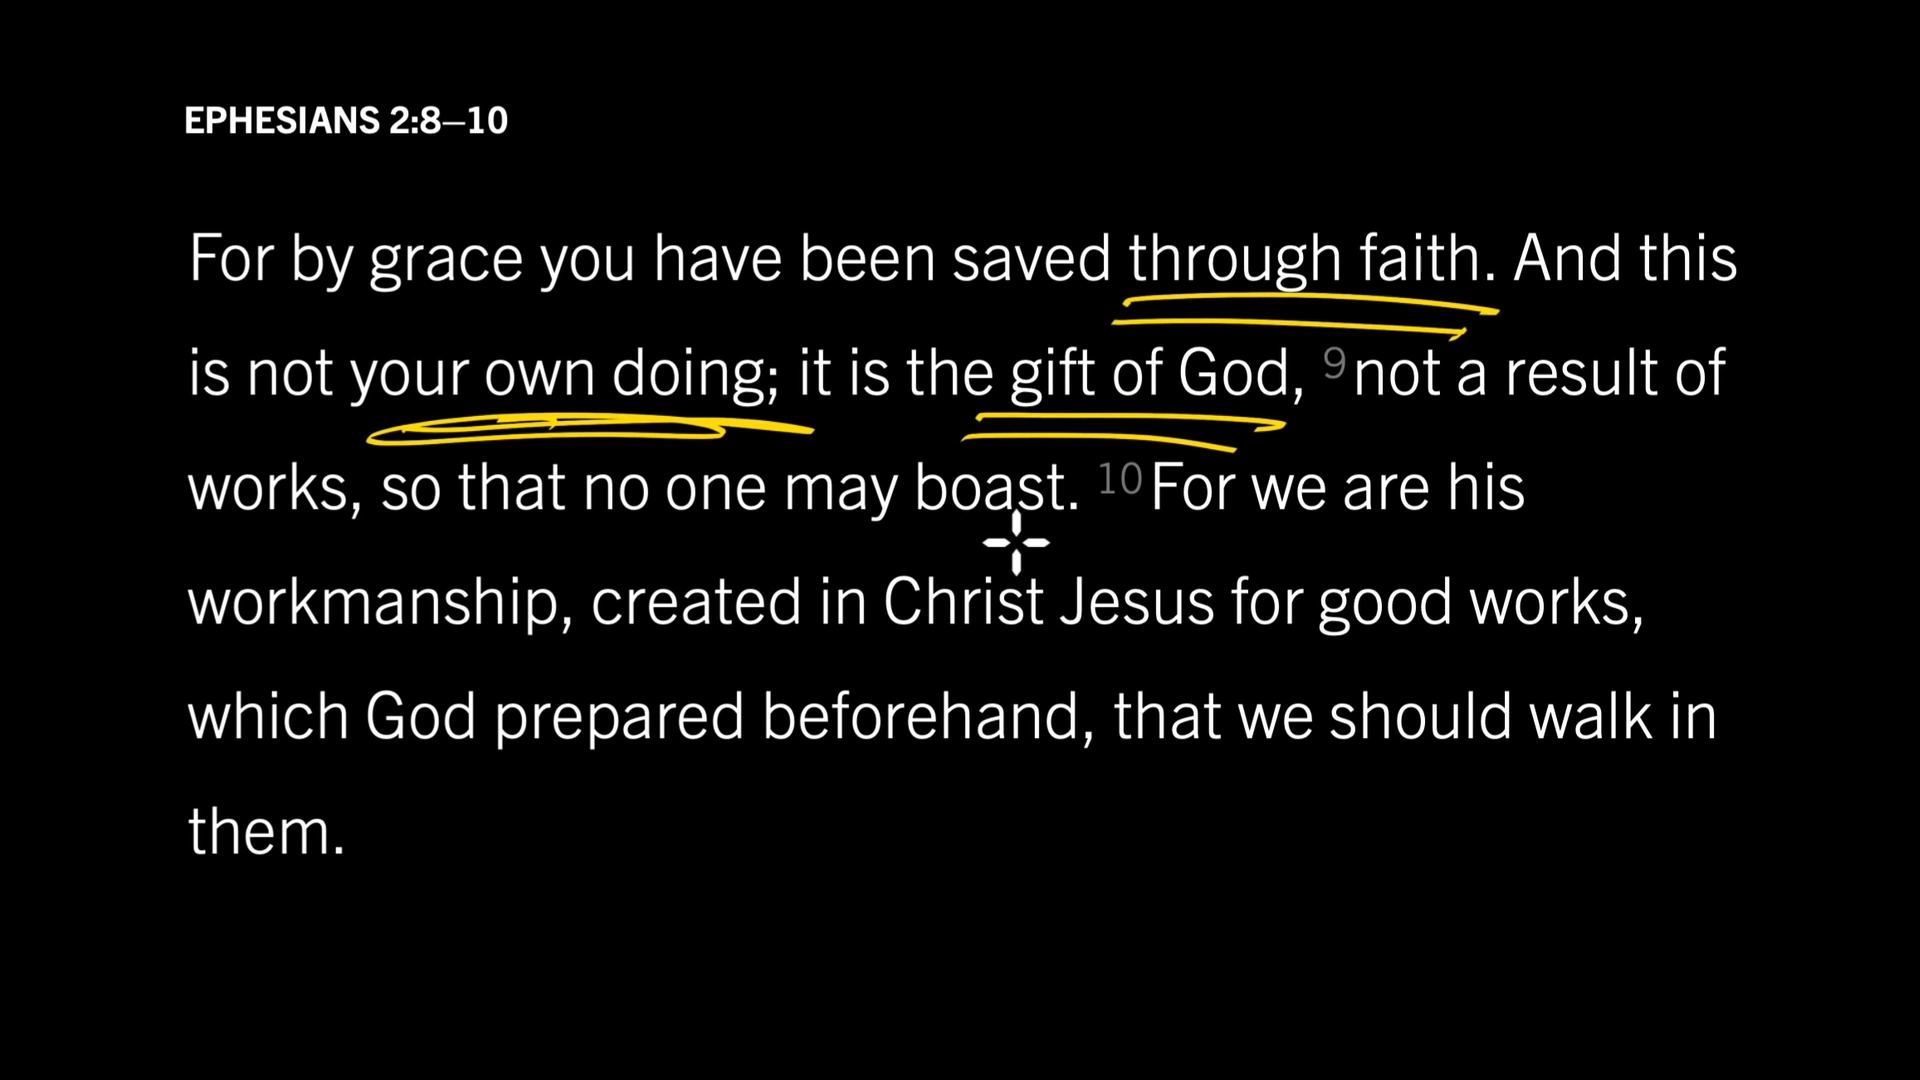 EPHESIANS 2:8–10
For by grace you have been saved through faith. And this
is not your own doing; it is the gift of God, 9 not a result of
works, so that no one may boast. 10 For we are his
workmanship, created in Christ Jesus for good works,
which God prepared beforehand, that we should walk in
them.